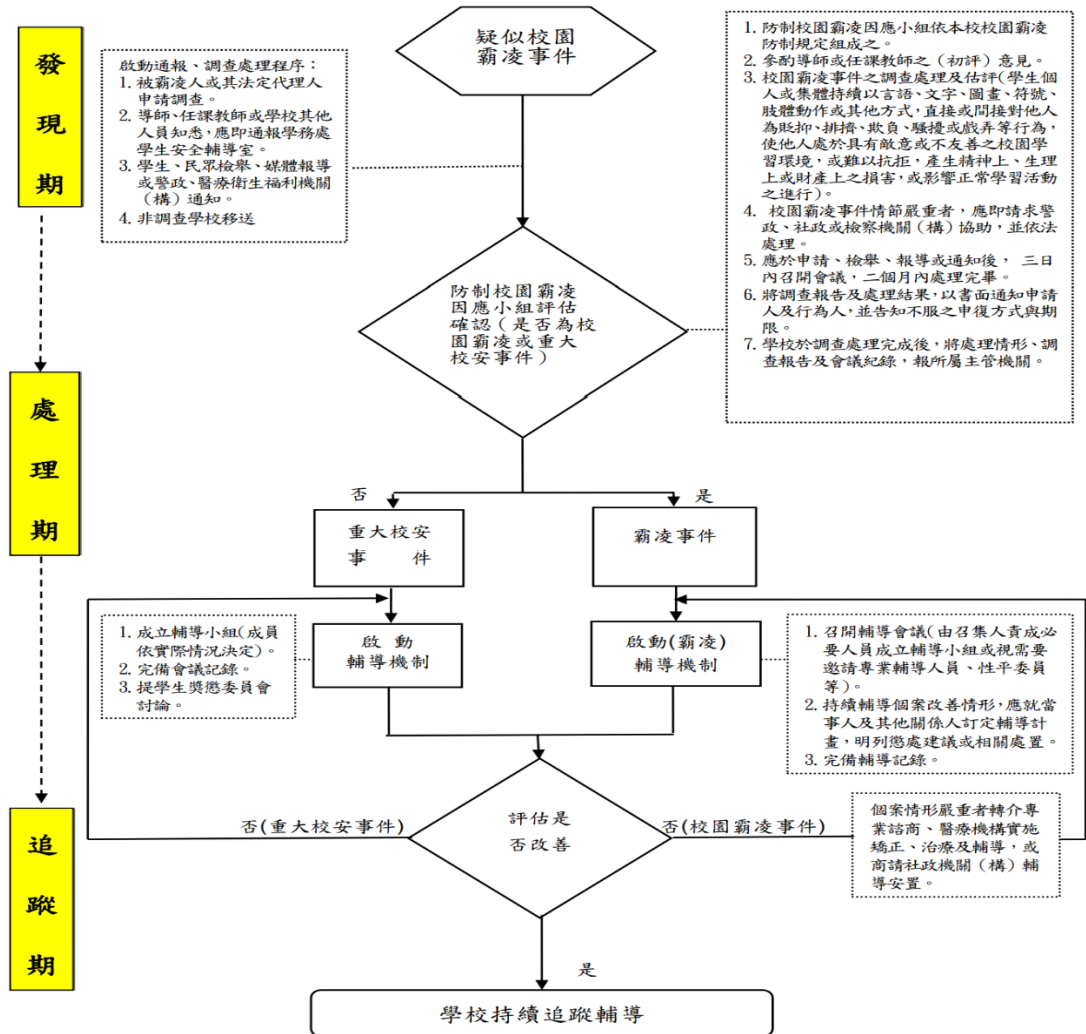 發
現
期
處
理
期
追
蹤
期
疑似校園
霸凌事件
啟動通報、調查處理程序：
1. 被霸凌人或其法定代理人
申請調查。
2. 導師、任課教師或學校其他
人員知悉，應即通報學務處
學生安全輔導室。
3. 學生、民眾檢舉、媒體報導
或警政、醫療衛生福利機關
（構）通知。
4. 非調查學校移送
1. 防制校園霸凌因應小組依本校校園霸凌
防制規定組成之。
2. 參酌導師或任課教師之（初評）意見。
3. 校園霸凌事件之調查處理及估評(學生個
人或集體持續以言語、文字、圖畫、符號、
肢體動作或其他方式，直接或間接對他人
為貶抑、排擠、欺負、騷擾或戲弄等行為，
使他人處於具有敵意或不友善之校園學
習環境，或難以抗拒，產生精神上、生理
上或財產上之損害，或影響正常學習活動
之進行)。
4. 校園霸凌事件情節嚴重者，應即請求警
政、社政或檢察機關（構）協助，並依法
處理。
5. 應於申請、檢舉、報導或通知後， 三日
內召開會議，二個月內處理完畢。
6. 將調查報告及處理結果，以書面通知申請
人及行為人，並告知不服之申復方式與期
限。
7. 學校於調查處理完成後，將處理情形、調
查報告及會議紀錄，報所屬主管機關。
防制校園霸凌
因應小組評估
確認（是否為校
園霸凌或重大
校安事件）
否
是
重大校安
事 件
霸凌事件
1. 成立輔導小組(成員
依實際情況決定)。
2. 完備會議記錄。
3. 提學生獎懲委員會
討論。
啟 動
輔導機制
啟動(霸凌)
輔導機制
1. 召開輔導會議(由召集人責成必
要人員成立輔導小組或視需要
邀請專業輔導人員、性平委員
等)。
2. 持續輔導個案改善情形，應就當
事人及其他關係人訂定輔導計
畫，明列懲處建議或相關處置。
3. 完備輔導記錄。
評估是
否改善
否(重大校安事件)
否(校園霸凌事件)
個案情形嚴重者轉介專
業諮商、醫療機構實施
矯正、治療及輔導，或
商請社政機關（構）輔
導安置。
是
學校持續追蹤輔導